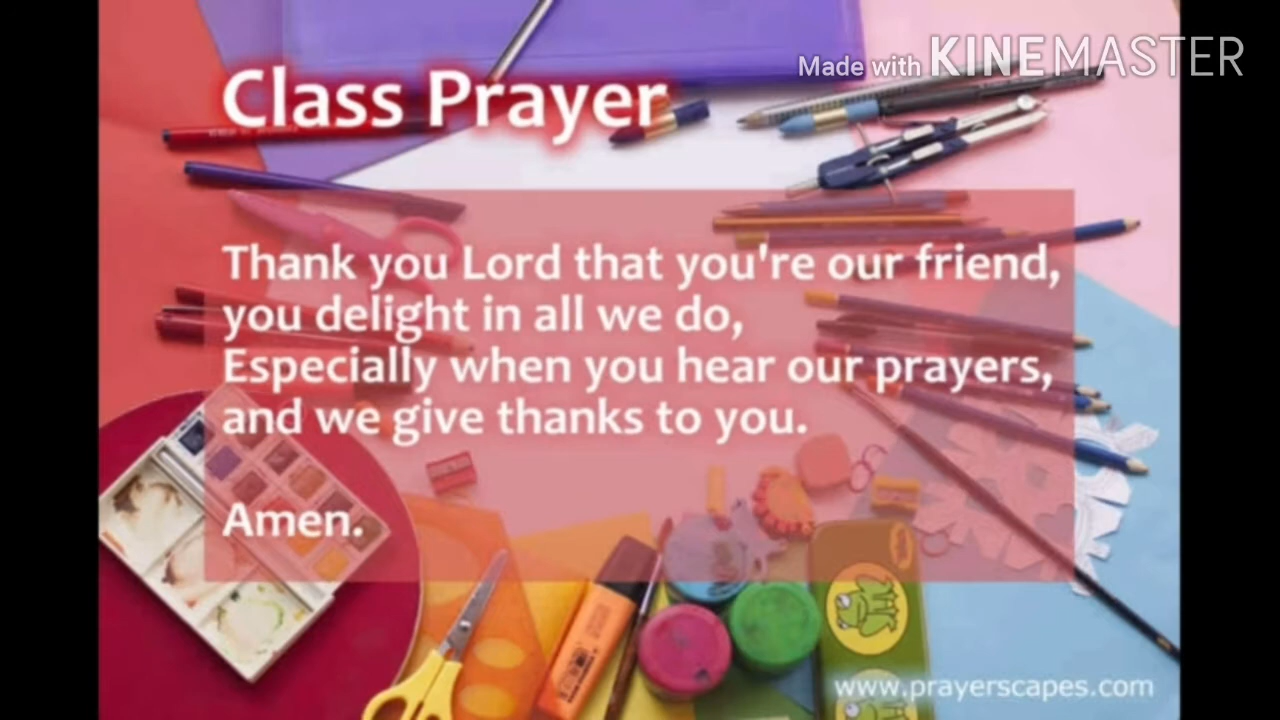 Made with KINEMASTER
Class Prayer
Thank you Lord that you're our friend,
you delight in all we do,
Especially when you hear our prayers,
and we give thanks to you.
Amen.
www.prayerscapes.com